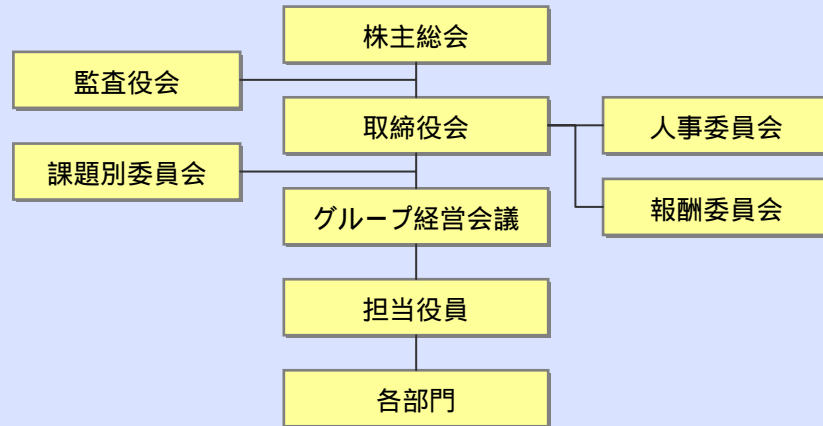 株主総会
監査役会
取締役会
人事委員会
課題別委員会
報酬委員会
グループ経営会議
担当役員
各部門